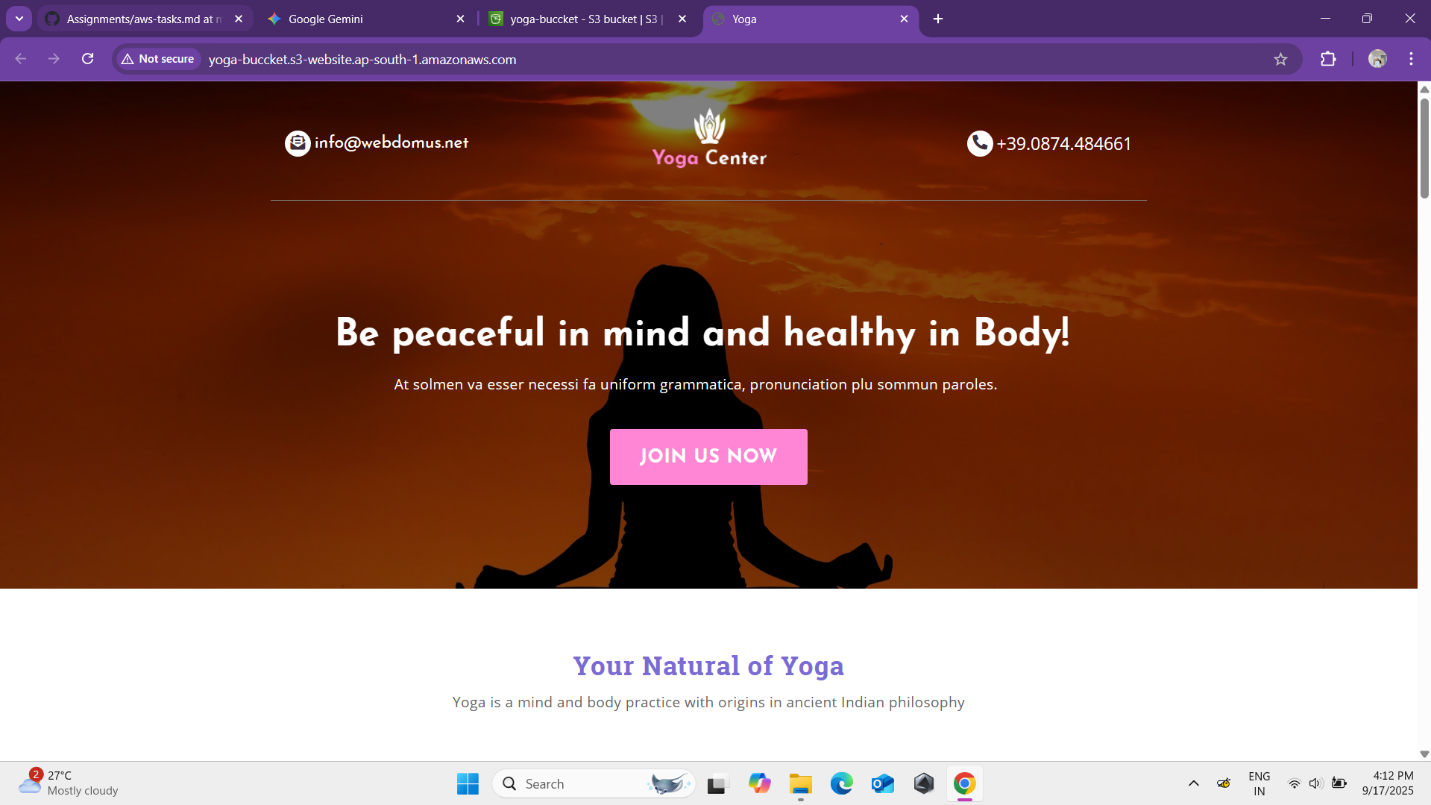 Assignments/aws-tasks.md at n
Google Gemini
yoga-buccket - S3 bucket | S3 |
Yoga
Not secure
yoga-buccket.s3-website.ap-south-1.amazonaws.com
info@webdomus.net
Yoga Center
+39.0874.484661
Be peaceful in mind and healthy in Body!
At solmen va esser necessi fa uniform grammatica, pronunciation plu sommun paroles.
JOIN US NOW
Your Natural of Yoga
Yoga is a mind and body practice with origins in ancient Indian philosophy
2
27°C
Mostly cloudy
Search
ENG
IN
4:12 PM
9/17/2025